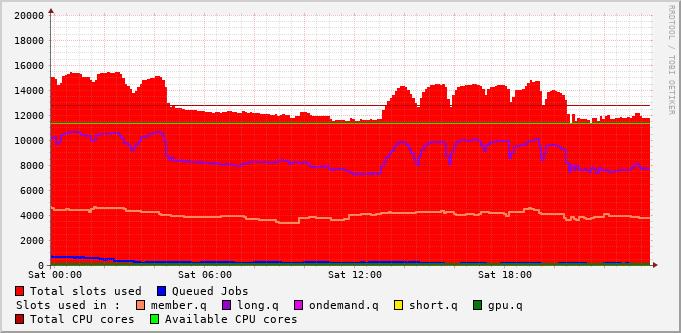 20000
18000
16000
14000
12000
10000
8000
6000
4000
2000
0
Sat 00:00 Sat 06:00 Sat 12:00 Sat 18:00
RRDTOOL / TOBI OETIKER
Total slots used Queued Jobs
Slots used in : member.q long.q ondemand.q short.q gpu.q
Total CPU cores Available CPU cores